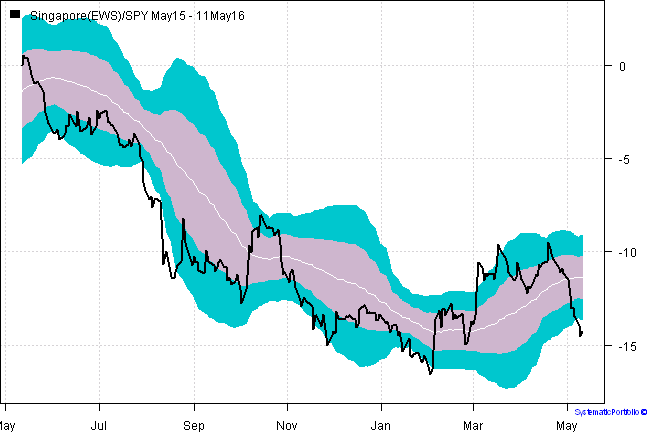 Singapore(EWS)/SPY May15 - 11May16
0
-5
-10
-15
May Jul Sep Nov Jan Mar May
SystematicPortfolio ©